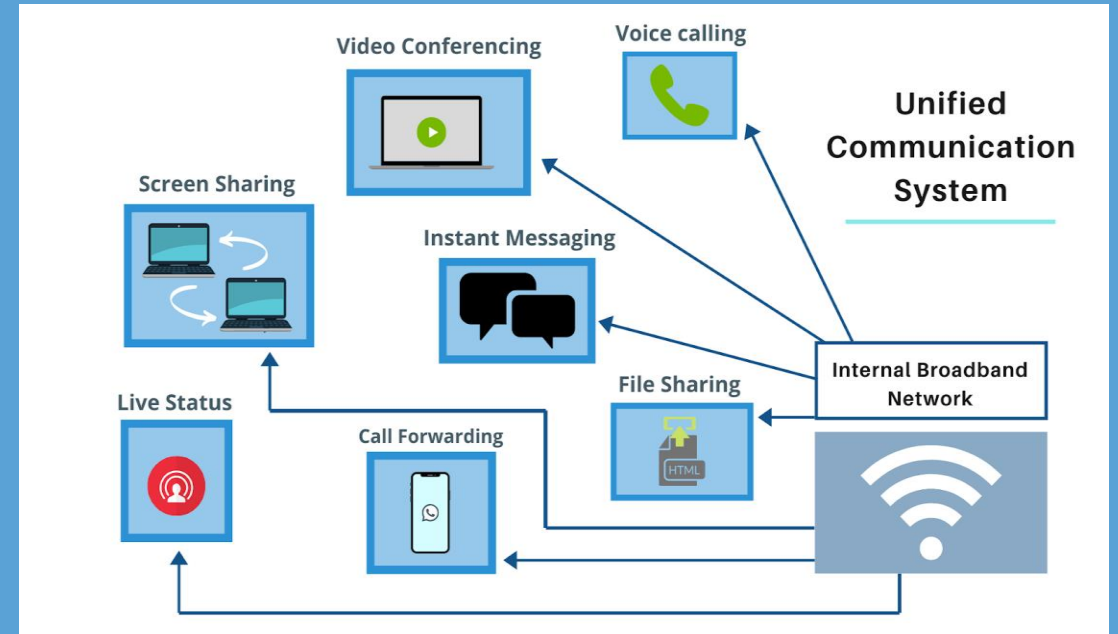 Voice calling
Video Conferencing
Unified
Communication
System
Screen Sharing
Instant Messaging
Internal Broadband
Network
File Sharing
HTML
Live Status
Call Forwarding